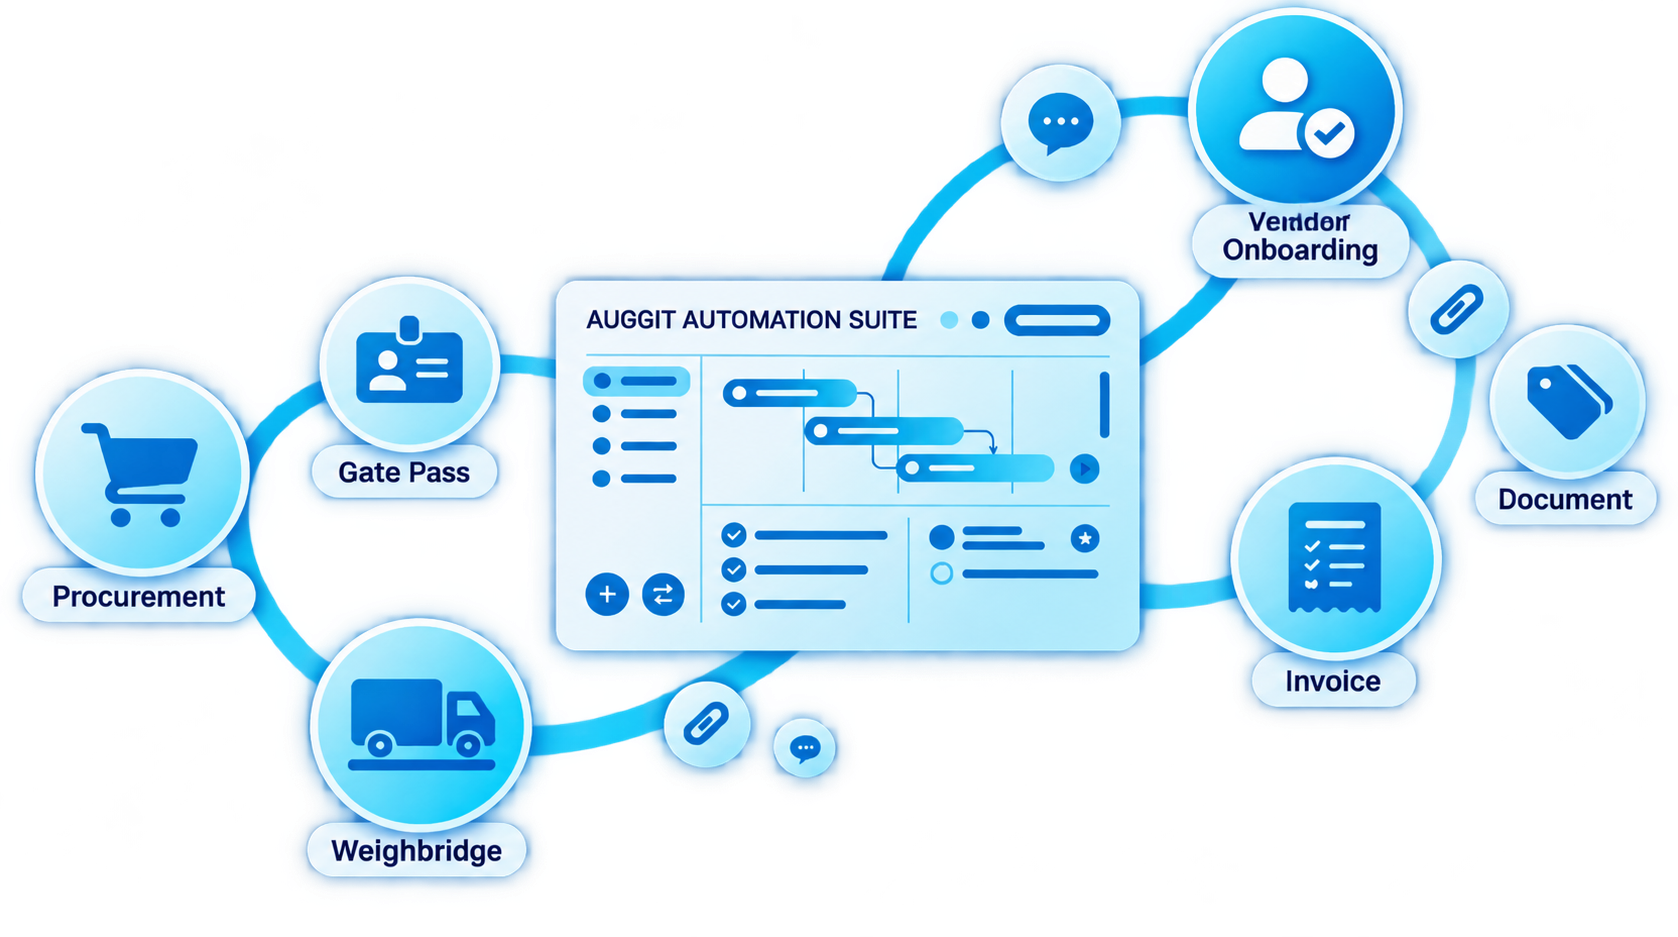 Vendor
Onboarding
AUGGIT AUTOMATION SUITE
Gate Pass
Document
Procurement
Invoice
Weighbridge